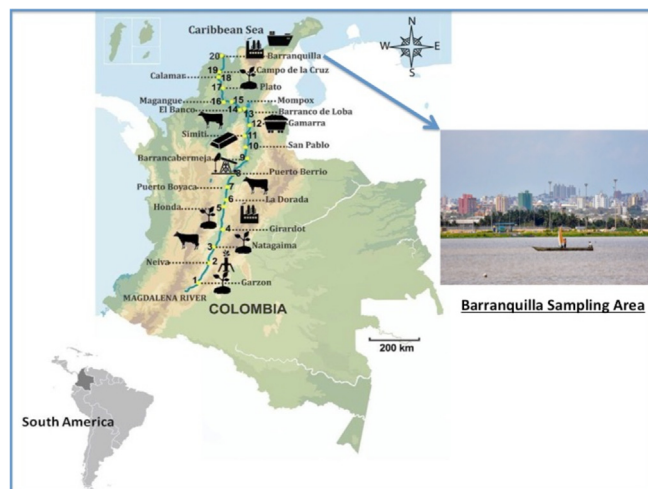 Caribbean Sea
N
W
E
S
20
Barranquilla
19
Campo de la Cruz
Calamar
18
17
Plato
Magangue
16
15
Mompox
El Banco
14
13
Barranco de Loba
12
Gamarra
Simiti
11
10
San Pablo
Barrancabermeja
9
8
Puerto Berrio
Puerto Boyaca
7
Honda
5
6
La Dorada
4
Girardot
3
Natagaima
Neiva
2
1
Garzon
MAGDALENA RIVER
COLOMBIA
200 km
Barranquilla Sampling Area
South America